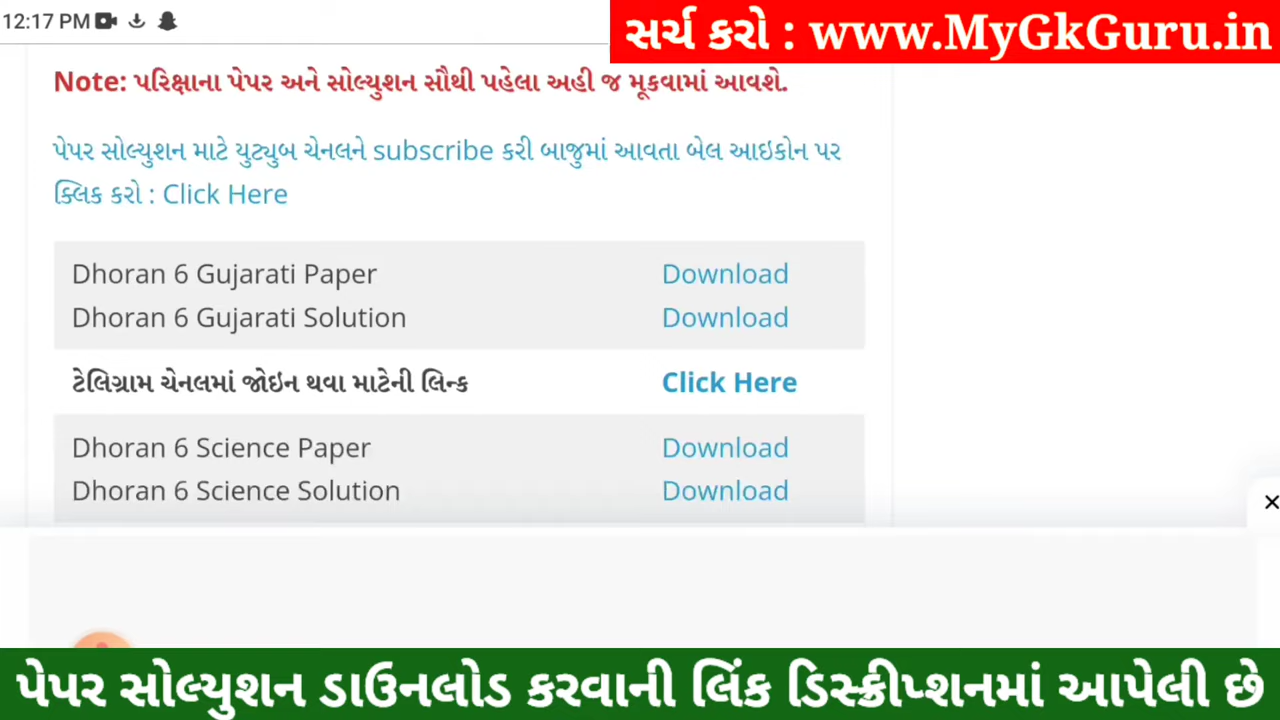 12:17 PM
સર્ચ કરો : www.MyGkGuru.in
Note: પરિક્ષાના પેપર અને સોલ્યુશન સૌથી પહેલા અહી જ મૂકવામાં આવશે.
પેપર સોલ્યુશન માટે યુટ્યુબ ચેનલને subscribe કરી બાજુમાં આવતા બેલ આઇકોન પર
ક્લિક કરો : Click Here
Dhoran 6 Gujarati Paper Download
Dhoran 6 Gujarati Solution Download
ટેલિગ્રામ ચેનલમાં જોઇન થવા માટેની લિન્ક Click Here
Dhoran 6 Science Paper Download
Dhoran 6 Science Solution Download
પેપર સોલ્યુશન ડાઉનલોડ કરવાની લિંક ડિસ્ક્રીપ્શનમાં આપેલી છે